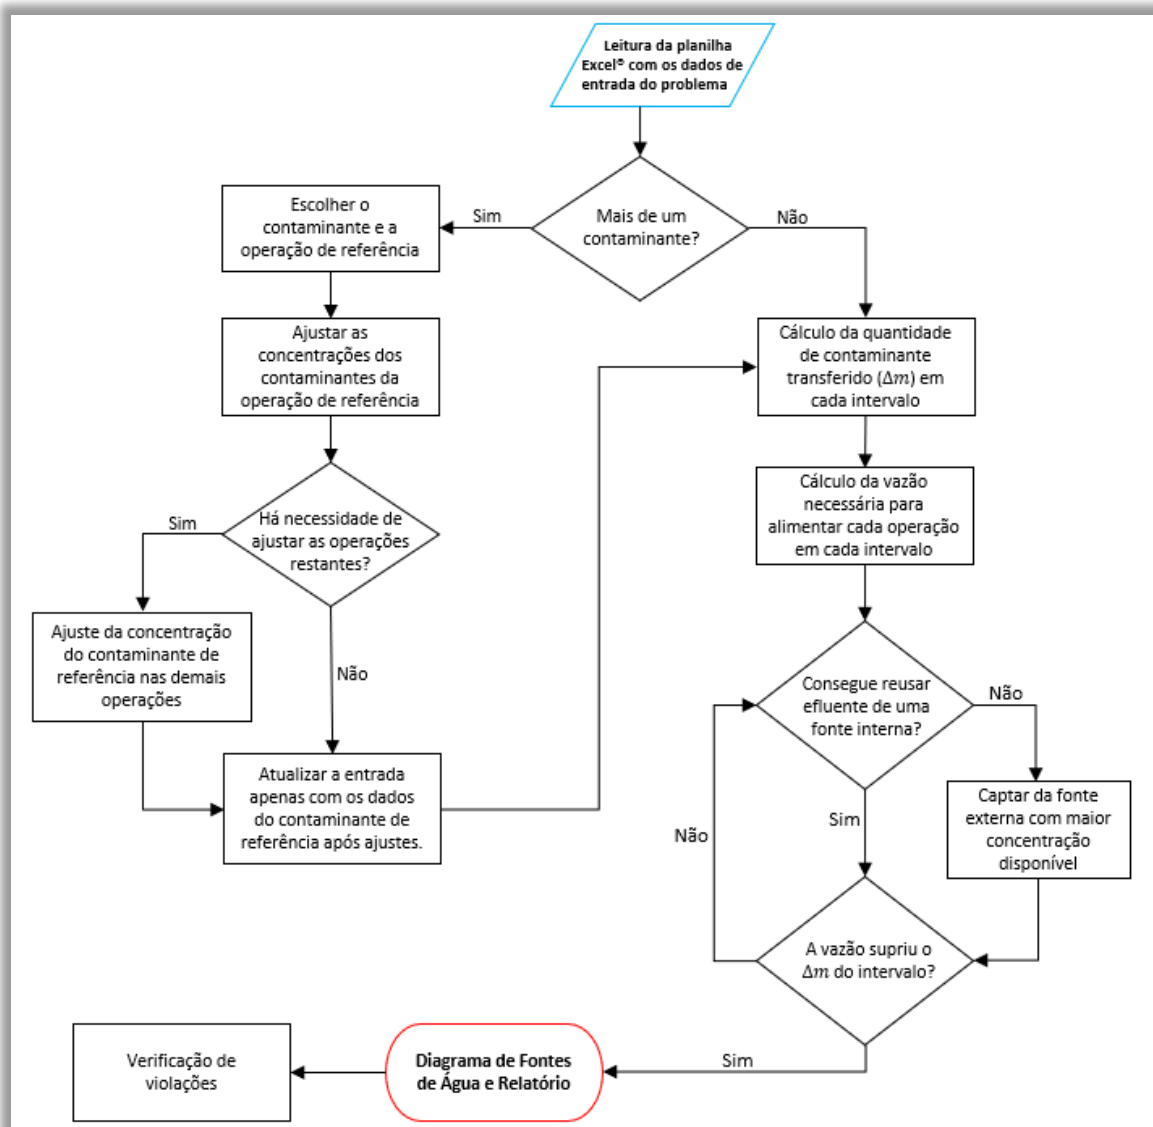 Leitura da planilha
Excel® com os dados de
entrada do problema
Mais de um
contaminante?
Sim
Não
Escolher o
contaminante e a
operação de referência
Ajustar as
concentrações dos
contaminantes da
operação de referência
Há necessidade de
ajustar as operações
restantes?
Sim
Não
Ajuste da concentração
do contaminante de
referência nas demais
operações
Atualizar a entrada
apenas com os dados
do contaminante de
referência após ajustes.
Cálculo da quantidade
de contaminante
transferido (Δm) em
cada intervalo
Cálculo da vazão
necessária para
alimentar cada operação
em cada intervalo
Consegue reusar
efluente de uma
fonte interna?
Não
Sim
Captar da fonte
externa com maior
concentração
disponível
A vazão supriu o
Δm do intervalo?
Não
Sim
Diagrama de Fontes
de Água e Relatório
Verificação de
violações